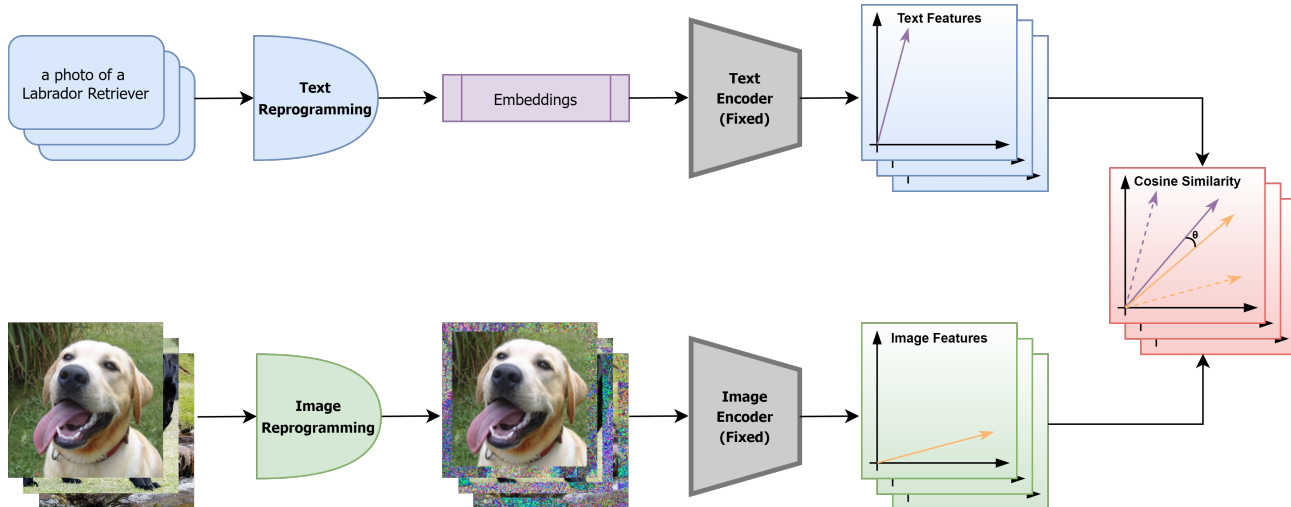 a photo of a
Labrador Retriever
Text
Reprogramming
Embeddings
Text
Encoder
(Fixed)
Text Features
Cosine Similarity
θ
Image
Reprogramming
Image
Encoder
(Fixed)
Image Features